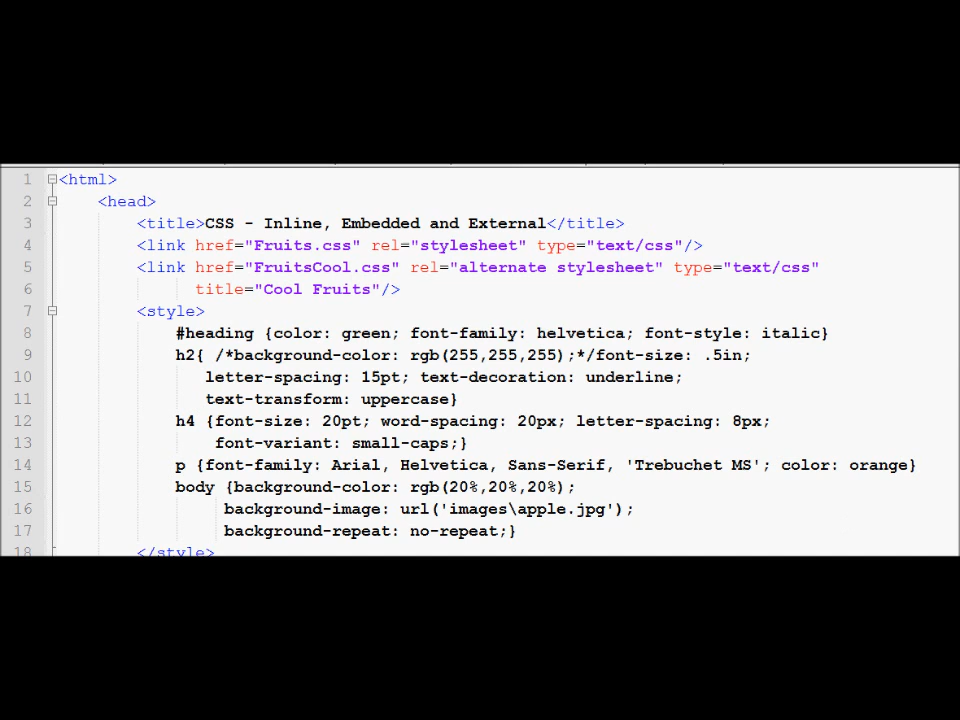 1 <html>
2 <head>
3 <title>CSS - Inline, Embedded and External</title>
4 <link href="Fruits.css" rel="stylesheet" type="text/css"/>
5 <link href="FruitsCool.css" rel="alternate stylesheet" type="text/css"
6 title="Cool Fruits"/>
7 <style>
8 #heading {color: green; font-family: helvetica; font-style: italic}
9 h2{ /*background-color: rgb(255,255,255);*/font-size: .5in;
10 letter-spacing: 15pt; text-decoration: underline;
11 text-transform: uppercase}
12 h4 {font-size: 20pt; word-spacing: 20px; letter-spacing: 8px;
13 font-variant: small-caps;}
14 p {font-family: Arial, Helvetica, Sans-Serif, 'Trebuchet MS'; color: orange}
15 body {background-color: rgb(20%,20%,20%);
16 background-image: url('images\apple.jpg');
17 background-repeat: no-repeat;}
18 </style>